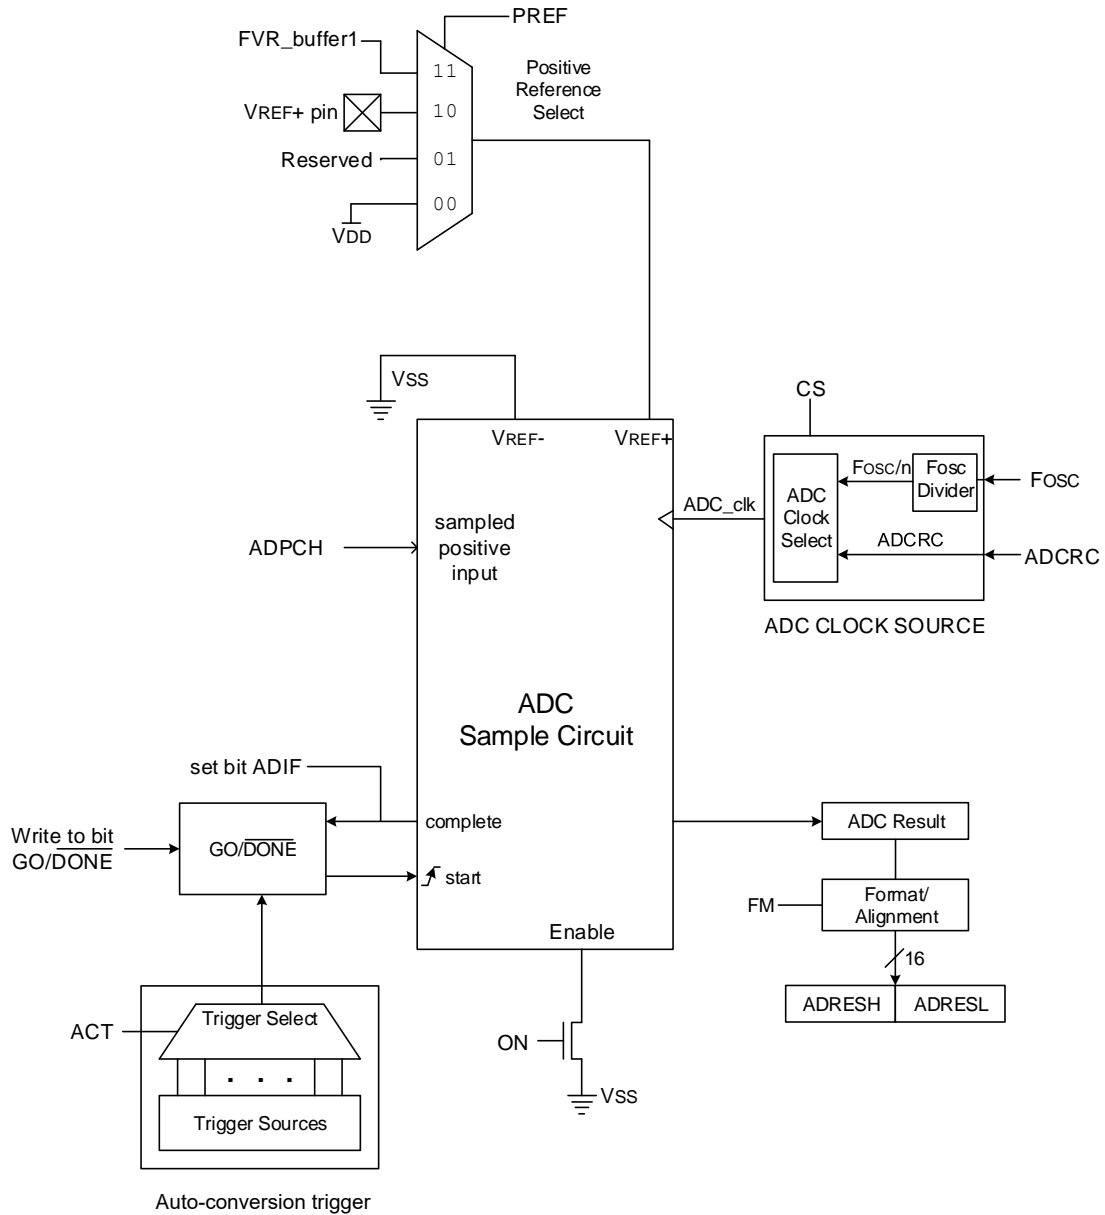 PREF
FVR_buffer1
11
Positive
Reference
Select
VREF+ pin
10
Reserved
01
00
VDD
VSS
VREF-
VREF+
CS
FOSC/n
Fosc
Divider
FOSC
ADC
Clock
Select
ADC_clk
ADCRC
ADCRC
ADC CLOCK SOURCE
ADPCH
sampled
positive
input
ADC
Sample Circuit
set bit ADIF
complete
Write to bit
GO/DONE
GO/DONE
start
ADC Result
FM
Format/
Alignment
Enable
16
ADRESH
ADRESL
ACT
Trigger Select
. . .
Trigger Sources
ON
VSS
Auto-conversion trigger